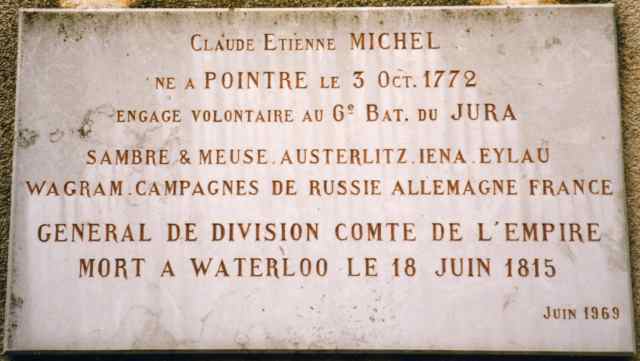 Claude Etienne MICHEL
NE A POINTRE LE 3 Oct. 1772
ENGAGE VOLONTAIRE AU 6e Bat. DU JURA
SAMBRE & MEUSE. AUSTERLITZ. IENA. EYLAU
WAGRAM. CAMPAGNES DE RUSSIE ALLEMAGNE FRANCE
GENERAL DE DIVISION COMTE DE L'EMPIRE
MORT A WATERLOO LE 18 JUIN 1815
Juin 1969